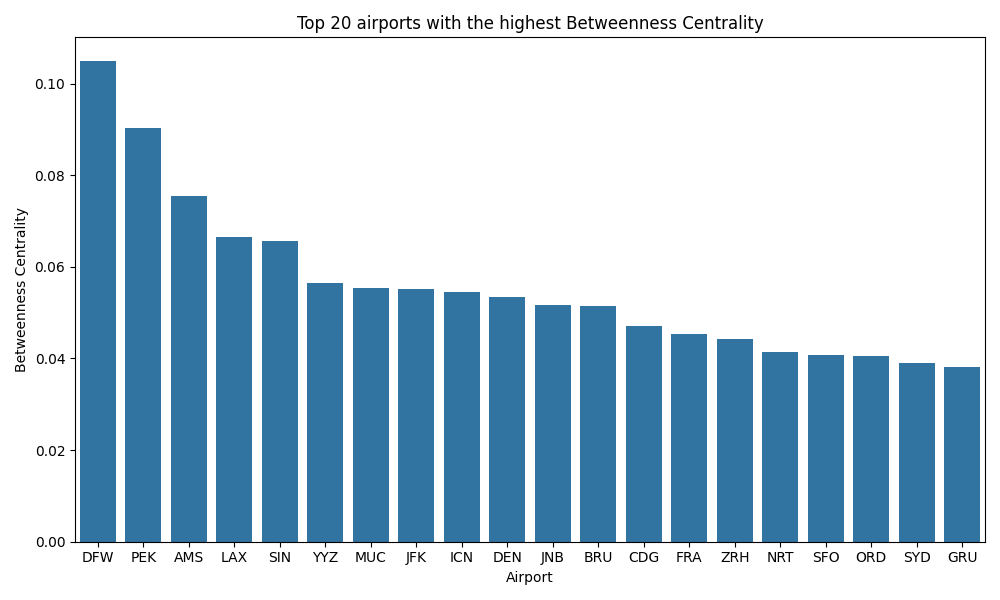 Top 20 airports with the highest Betweenness Centrality
Betweenness Centrality
0.10
0.08
0.06
0.04
0.02
0.00
DFW PEK AMS LAX SIN YYZ MUC JFK ICN DEN JNB BRU CDG FRA ZRH NRT SFO ORD SYD GRU
Airport